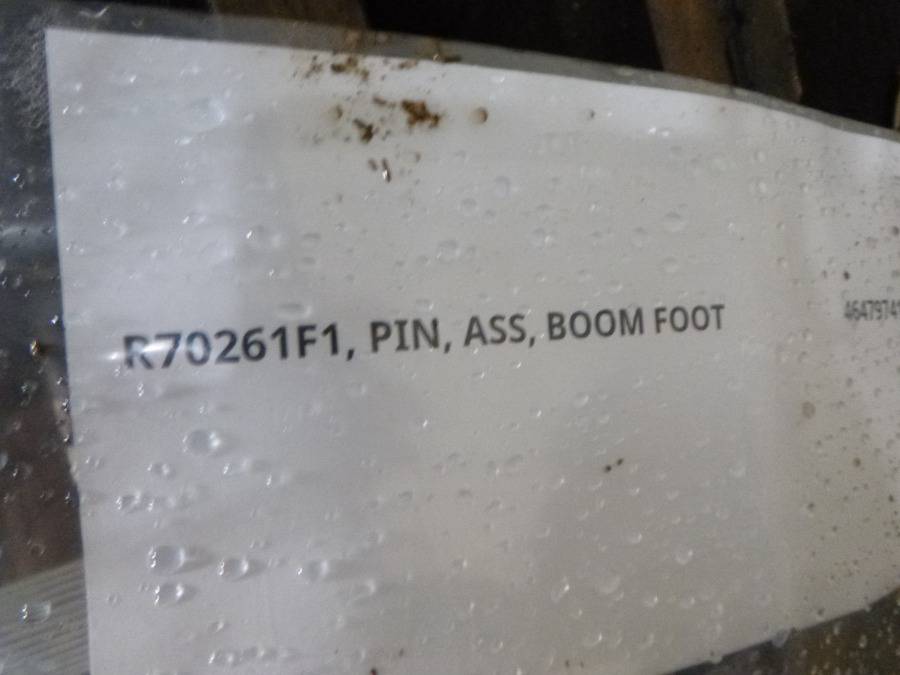 R70261F1, PIN, ASS, BOOM FOOT